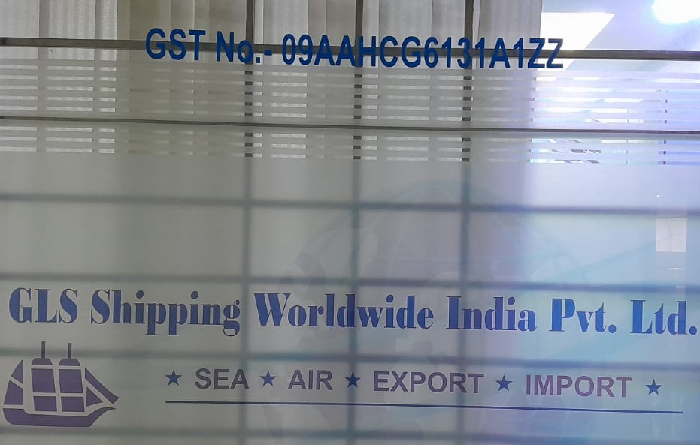 GST No.- 09AAHCG6131A1ZZ
GLS Shipping Worldwide India Pvt. Ltd.
★ SEA ★ AIR ★ EXPORT ★ IMPORT ★